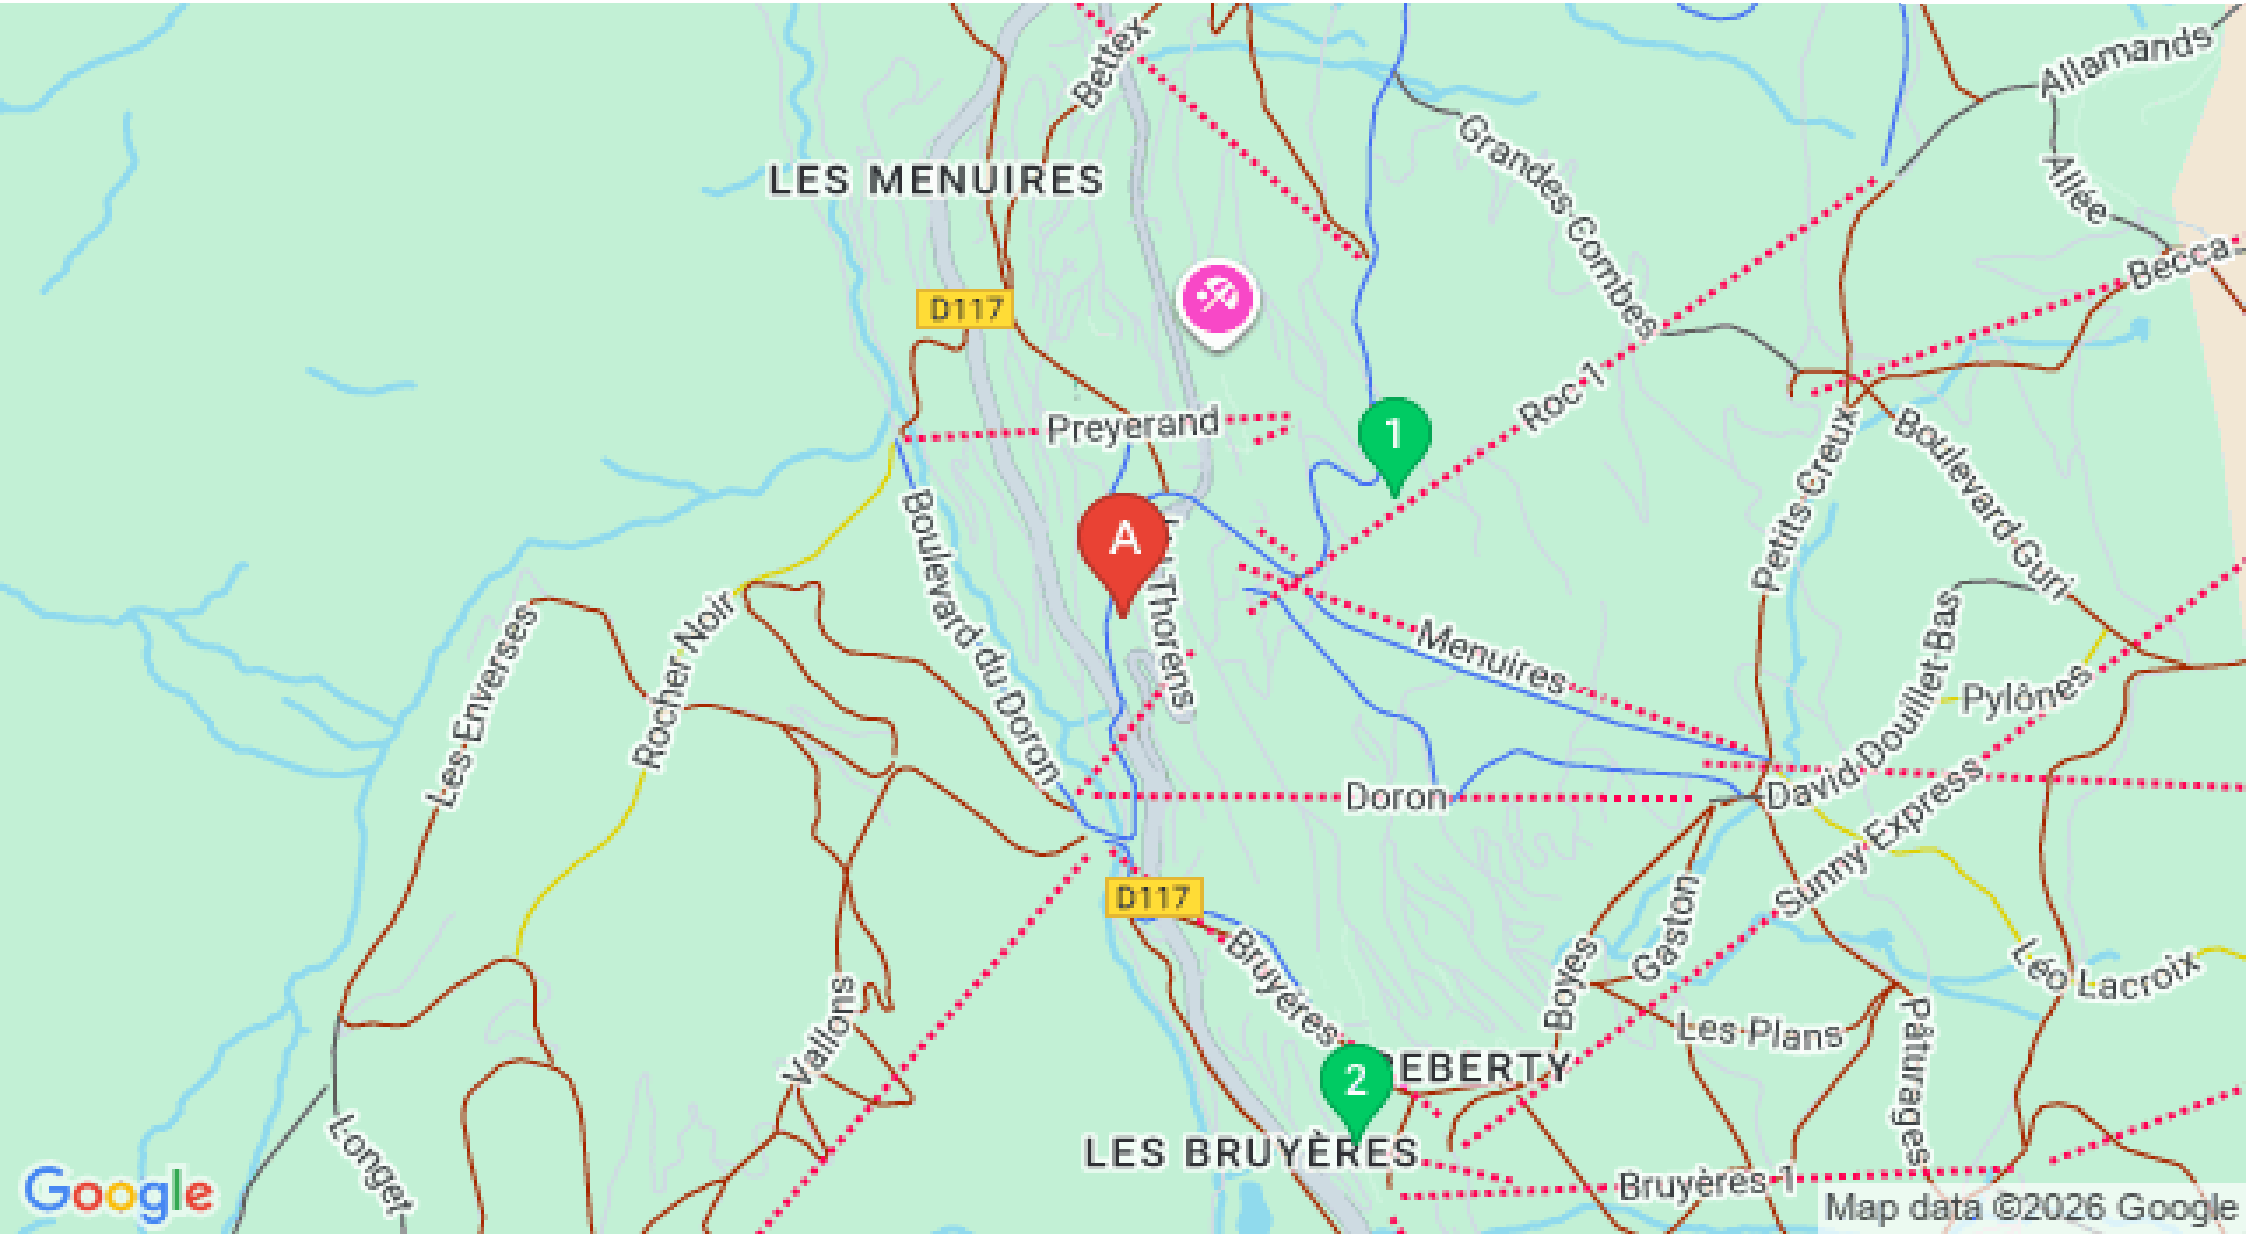 Bettex
Allamands
Grandes Combes
LES MENUIRES
Allée
Becca
D117
Roc 1
1
Preyerand
Petits Creux
Boulevard Guri
A
Thorens
Boulevard du Doron
Les Enverses
Rocher Noir
Menuires
David Douillet Bas
Pylônes
Doron
Sunny Express
D117
Bruyères
Gaston
Boyes
Léo Lacroix
Vallons
Les Plans
Pâturages
2
EBERTY
LES BRUYÈRES
Longet
Bruyères 1
Google
Map data ©2026 Google